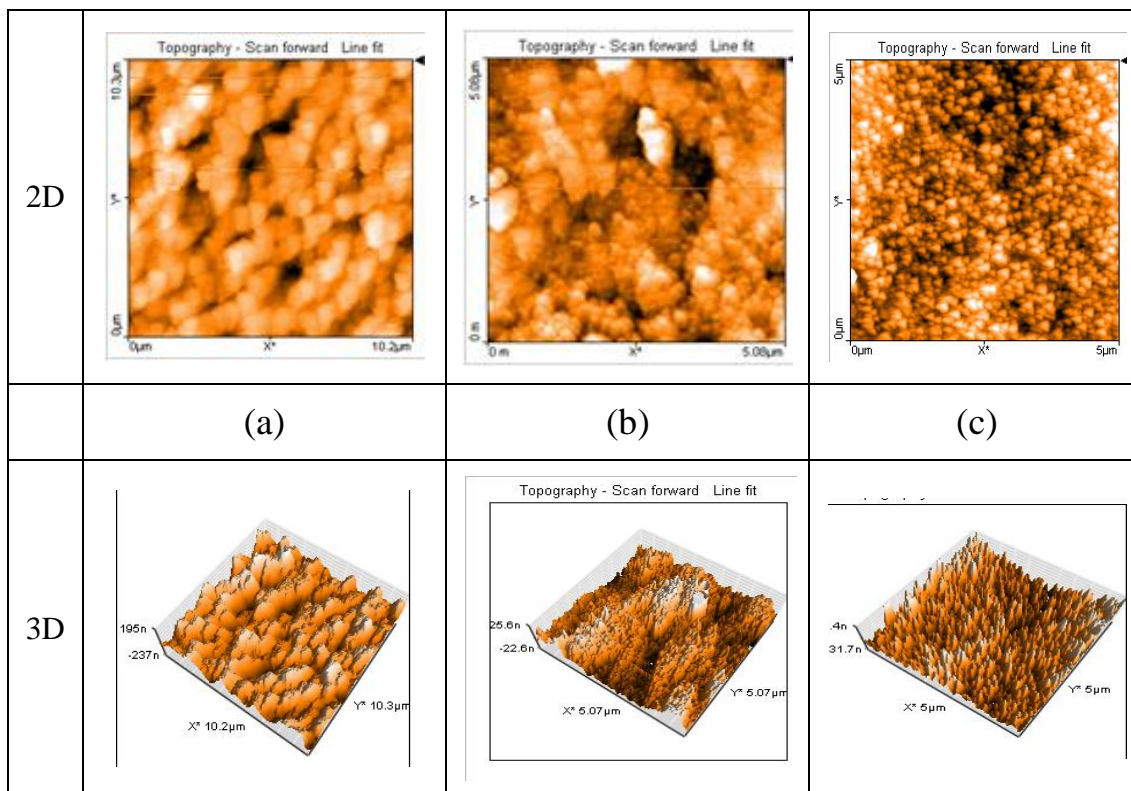 Topography - Scan forward Line fit
10.3µm
Y*
0µm
0µm
X*
10.2µm
Topography - Scan forward Line fit
5.08µm
Y*
0 m
0 m
X*
5.08µm
Topography - Scan forward Line fit
5µm
Y*
0µm
0µm
X*
5µm
2D
(a)
(b)
(c)
3D
195n
-237n
X* 10.2µm
Y* 10.3µm
Topography - Scan forward Line fit
25.6n
-22.6n
X* 5.07µm
Y* 5.07µm
.4n
31.7n
X* 5µm
Y* 5µm